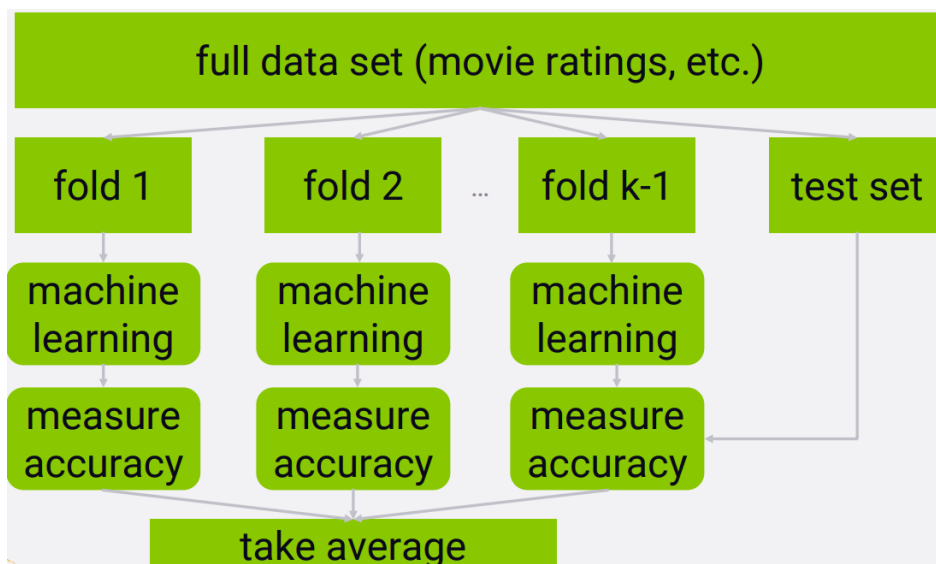 full data set (movie ratings, etc.)
fold 1
fold 2
...
fold k-1
test set
machine
learning
machine
learning
machine
learning
measure
accuracy
measure
accuracy
measure
accuracy
take average